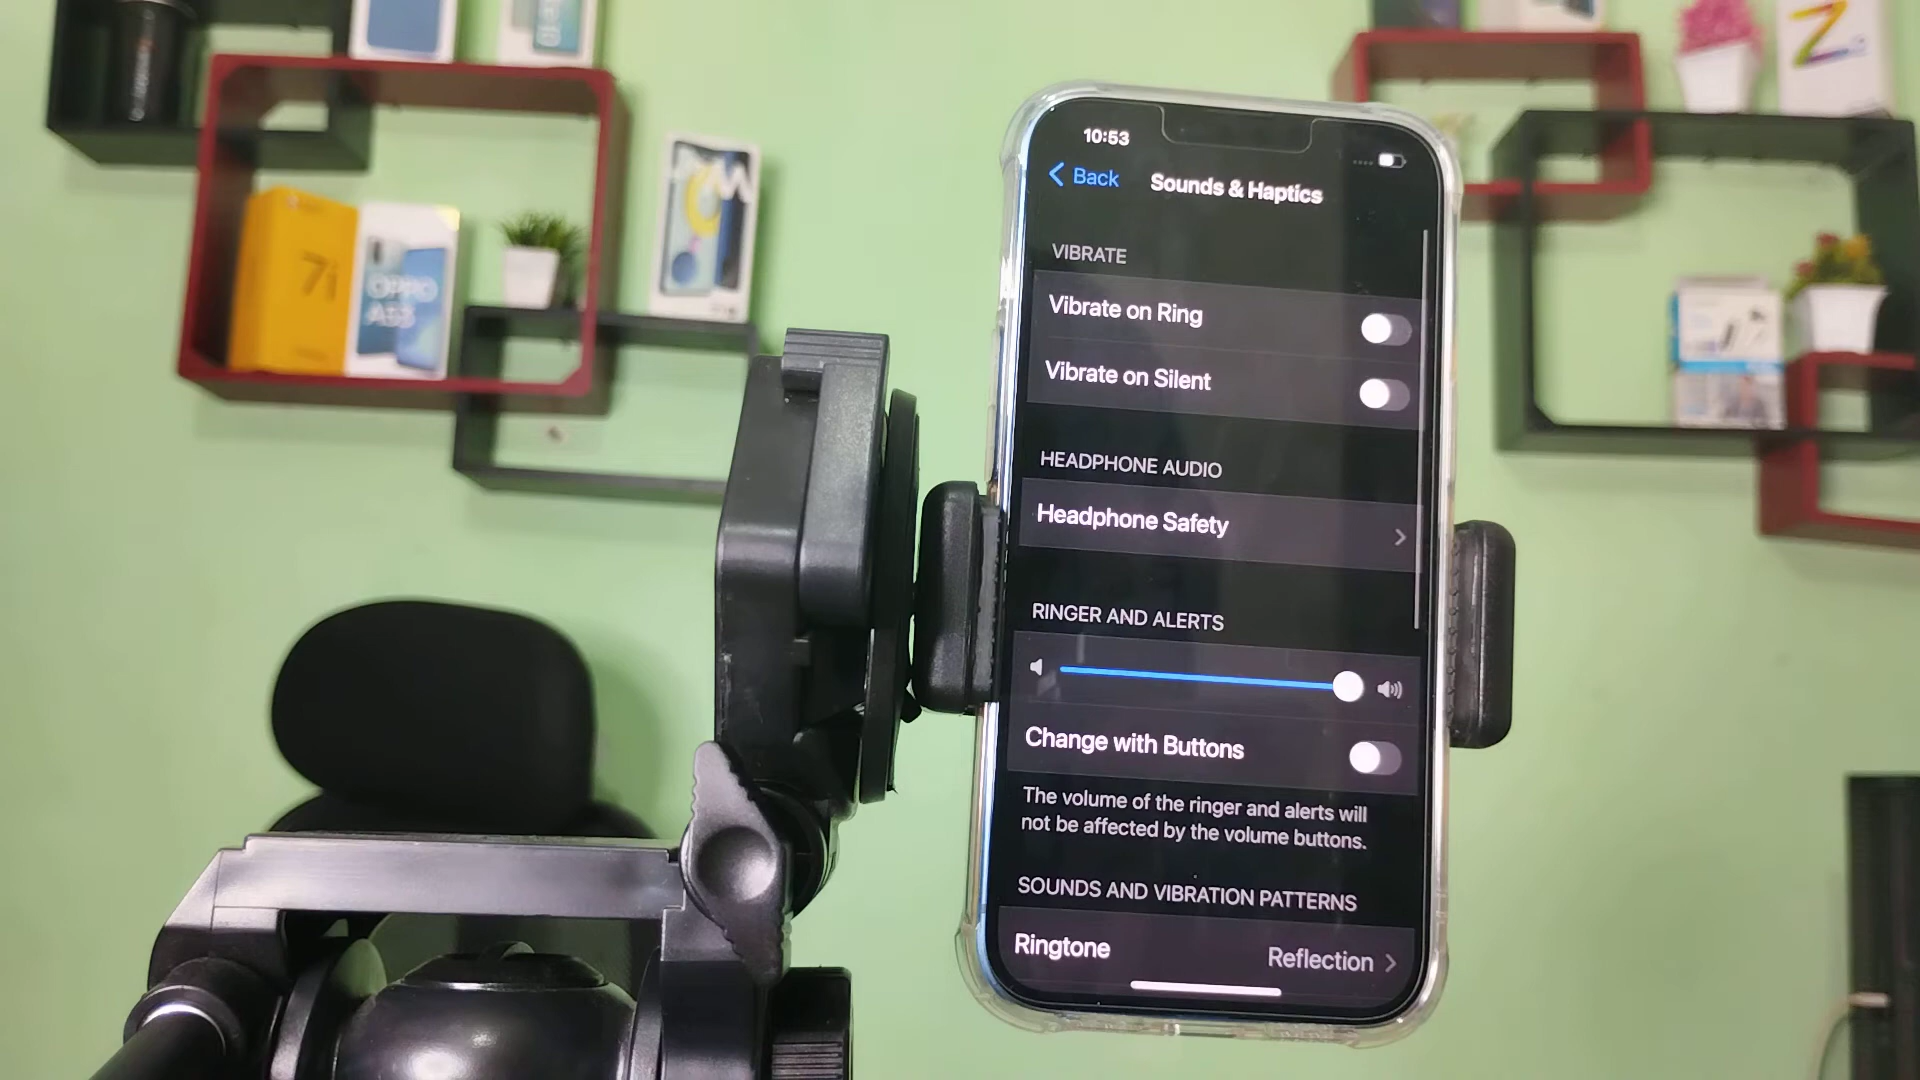 7i
OPPO
A53
10:53
Back
Sounds & Haptics
VIBRATE
Vibrate on Ring
Vibrate on Silent
HEADPHONE AUDIO
Headphone Safety
RINGER AND ALERTS
Change with Buttons
The volume of the ringer and alerts will
not be affected by the volume buttons.
SOUNDS AND VIBRATION PATTERNS
Ringtone
Reflection